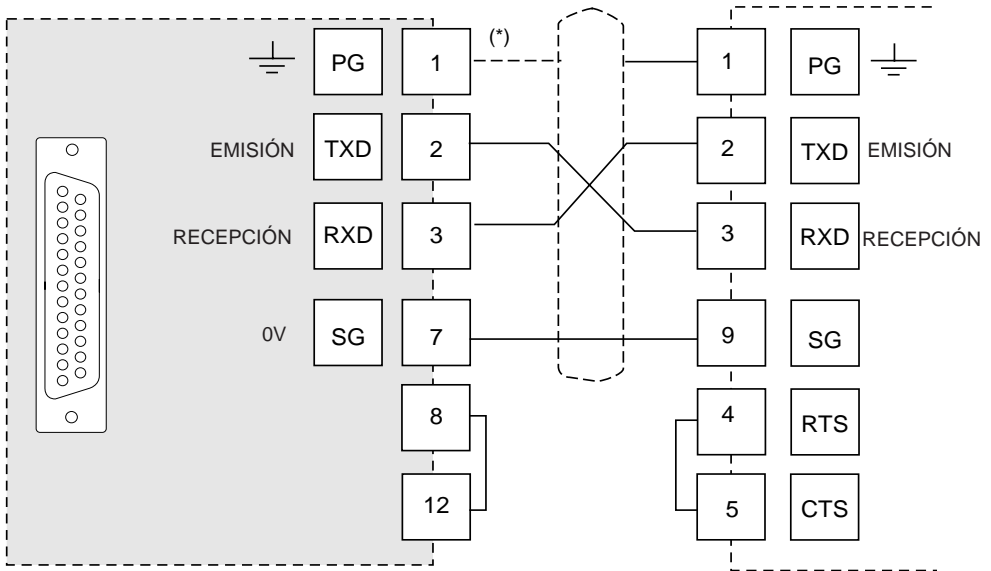 PG 1 (*) 1 PG
EMISIÓN TXD 2 2 TXD EMISIÓN
RECEPCIÓN RXD 3 3 RXD RECEPCIÓN
0V SG 7 9 SG
8 4 RTS
12 5 CTS